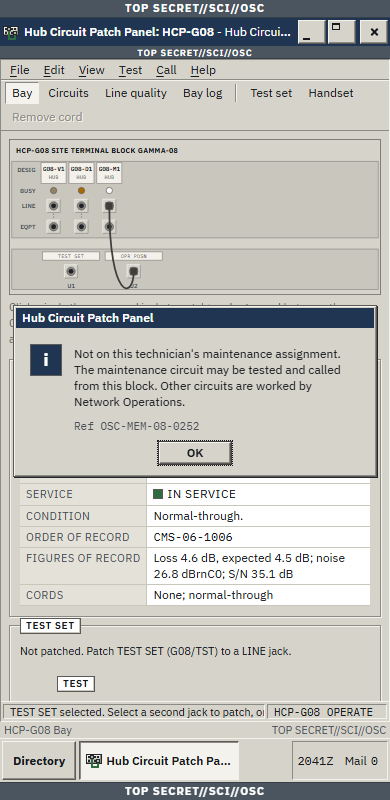 TOP SECRET//SCI//OSC
Hub Circuit Patch Panel: HCP-G08 - Hub Circui...
TOP SECRET//SCI//OSC
File Edit View Test Call Help
Bay Circuits Line quality Bay log Test set Handset
Remove cord
HCP-G08 SITE TERMINAL BLOCK GAMMA-08
DESIG G08-V1 G08-D1 G08-M1
HUB HUB HUB
BUSY
LINE
EQPT
TEST SET OPR POSN
U1 U2
Hub Circuit Patch Panel
i
Not on this technician's maintenance assignment.
The maintenance circuit may be tested and called
from this block. Other circuits are worked by
Network Operations.
Ref OSC-MEM-08-0252
OK
SERVICE IN SERVICE
CONDITION Normal-through.
ORDER OF RECORD CMS-06-1006
FIGURES OF RECORD Loss 4.6 dB, expected 4.5 dB; noise
26.8 dBrnC0; S/N 35.1 dB
CORDS None; normal-through
TEST SET
Not patched. Patch TEST SET (G08/TST) to a LINE jack.
TEST
TEST SET selected. Select a second jack to patch, or
HCP-G08 OPERATE
HCP-G08 Bay TOP SECRET//SCI//OSC
Directory Hub Circuit Patch Pa... 2041Z Mail 0
TOP SECRET//SCI//OSC